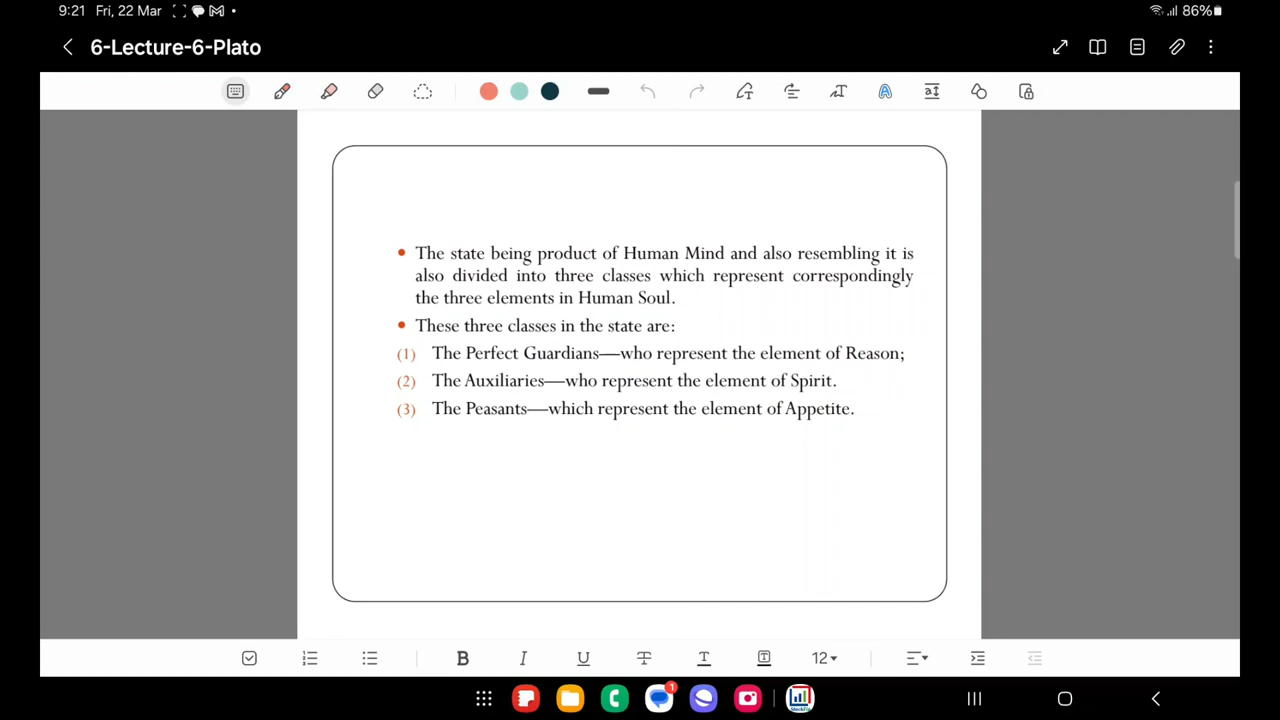 9:21 Fri, 22 Mar
86%
6-Lecture-6-Plato
• The state being product of Human Mind and also resembling it is
also divided into three classes which represent correspondingly
the three elements in Human Soul.
• These three classes in the state are:
(1) The Perfect Guardians—who represent the element of Reason;
(2) The Auxiliaries—who represent the element of Spirit.
(3) The Peasants—which represent the element of Appetite.
B I U T T T 12
1